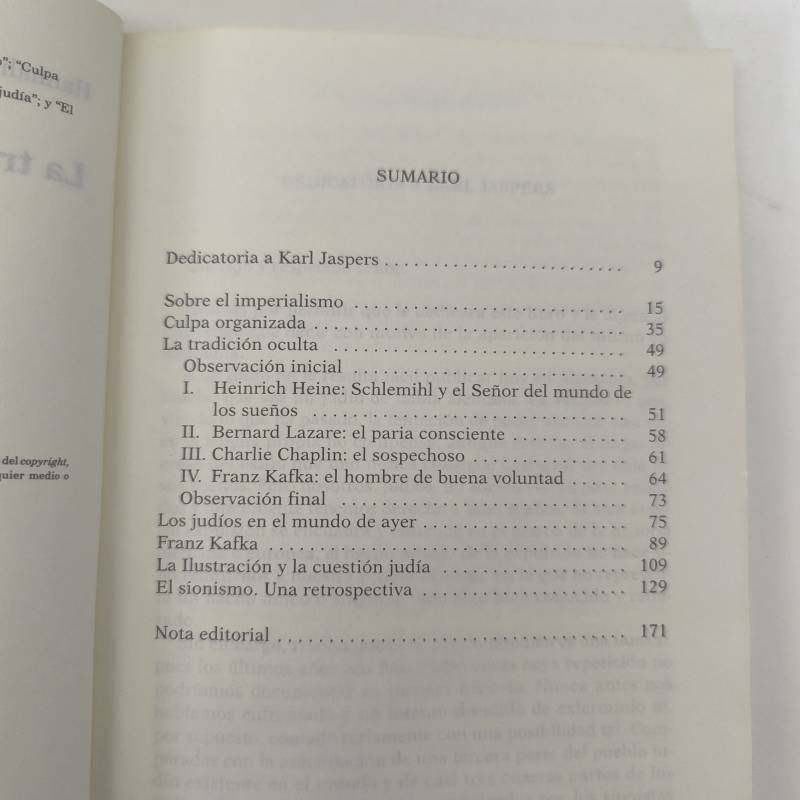 ”; “Culpa
judía”; y “El
del copyright,
quier medio o
SUMARIO
Dedicatoria a Karl Jaspers . . . . . . . . . . . . . . . . . . . . . . . . . 9
Sobre el imperialismo . . . . . . . . . . . . . . . . . . . . . . . . . . . . 15
Culpa organizada . . . . . . . . . . . . . . . . . . . . . . . . . . . . . . . . 35
La tradición oculta . . . . . . . . . . . . . . . . . . . . . . . . . . . . . . 49
Observación inicial . . . . . . . . . . . . . . . . . . . . . . . . . . . . 49
I. Heinrich Heine: Schlemihl y el Señor del mundo de
los sueños . . . . . . . . . . . . . . . . . . . . . . . . . . . . . . . . 51
II. Bernard Lazare: el paria consciente . . . . . . . . . . . . 58
III. Charlie Chaplin: el sospechoso . . . . . . . . . . . . . . . . 61
IV. Franz Kafka: el hombre de buena voluntad . . . . . . 64
Observación final . . . . . . . . . . . . . . . . . . . . . . . . . . . . . 73
Los judíos en el mundo de ayer . . . . . . . . . . . . . . . . . . . . . 75
Franz Kafka . . . . . . . . . . . . . . . . . . . . . . . . . . . . . . . . . . . . 89
La Ilustración y la cuestión judía . . . . . . . . . . . . . . . . . . . 109
El sionismo. Una retrospectiva . . . . . . . . . . . . . . . . . . . . . 129
Nota editorial . . . . . . . . . . . . . . . . . . . . . . . . . . . . . . . . . . . 171